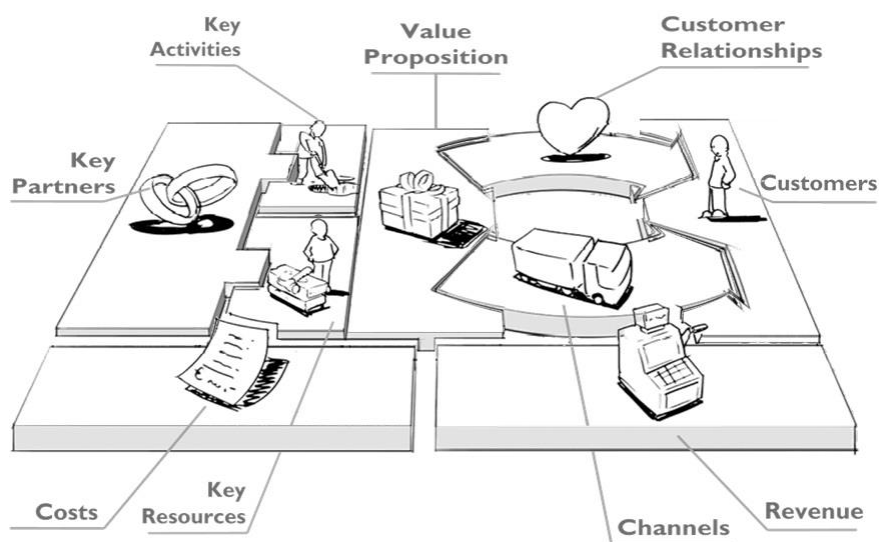 Key
Activities
Value
Proposition
Customer
Relationships
Key
Partners
Customers
Costs
Key
Resources
Channels
Revenue